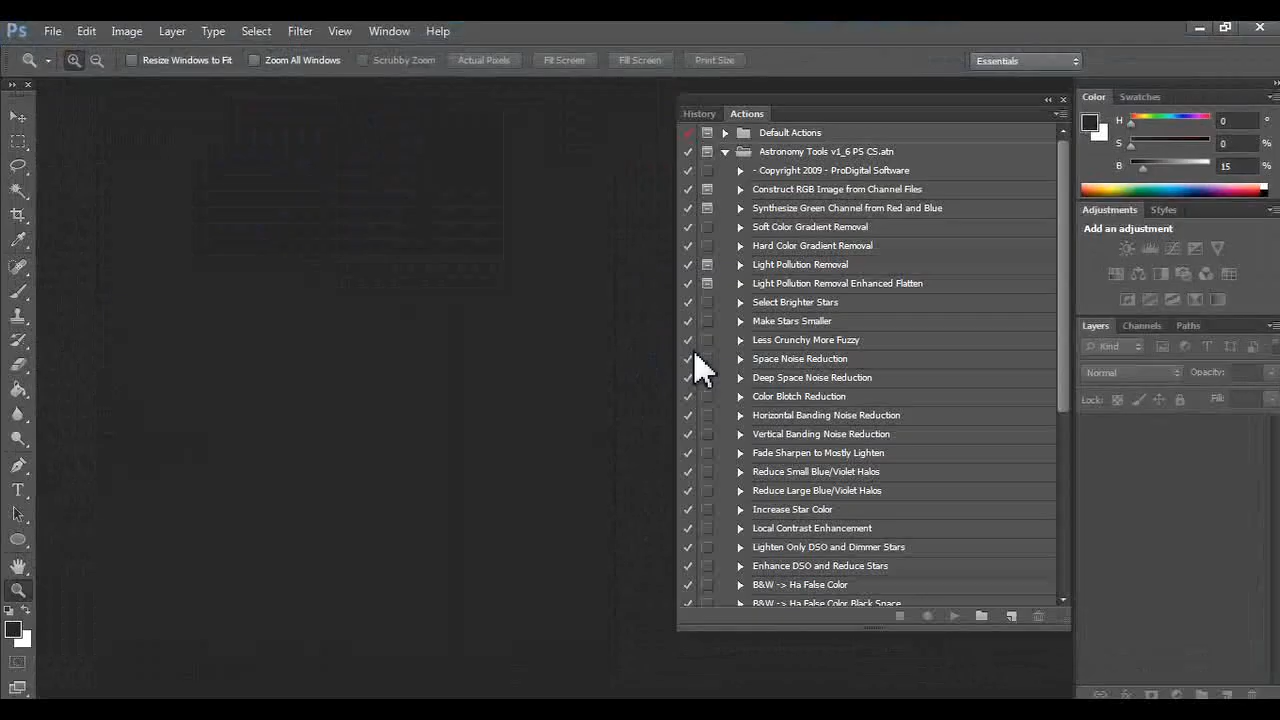 Ps File Edit Image Layer Type Select Filter View Window Help
Resize Windows to Fit Zoom All Windows Scrubby Zoom Actual Pixels Fit Screen Fill Screen Print Size Essentials
History Actions
Default Actions
Astronomy Tools v1_6 PS CS.atn
- Copyright 2009 - ProDigital Software
Construct RGB Image from Channel Files
Synthesize Green Channel from Red and Blue
Soft Color Gradient Removal
Hard Color Gradient Removal
Light Pollution Removal
Light Pollution Removal Enhanced Flatten
Select Brighter Stars
Make Stars Smaller
Less Crunchy More Fuzzy
Space Noise Reduction
Deep Space Noise Reduction
Color Blotch Reduction
Horizontal Banding Noise Reduction
Vertical Banding Noise Reduction
Fade Sharpen to Mostly Lighten
Reduce Small Blue/Violet Halos
Reduce Large Blue/Violet Halos
Increase Star Color
Local Contrast Enhancement
Lighten Only DSO and Dimmer Stars
Enhance DSO and Reduce Stars
B&W -> Ha False Color
B&W -> Ha False Color Black Space
Color Swatches
H 0 °
S 0 %
B 15 %
Adjustments Styles
Add an adjustment
Layers Channels Paths
Kind
Normal Opacity:
Lock: Fill: